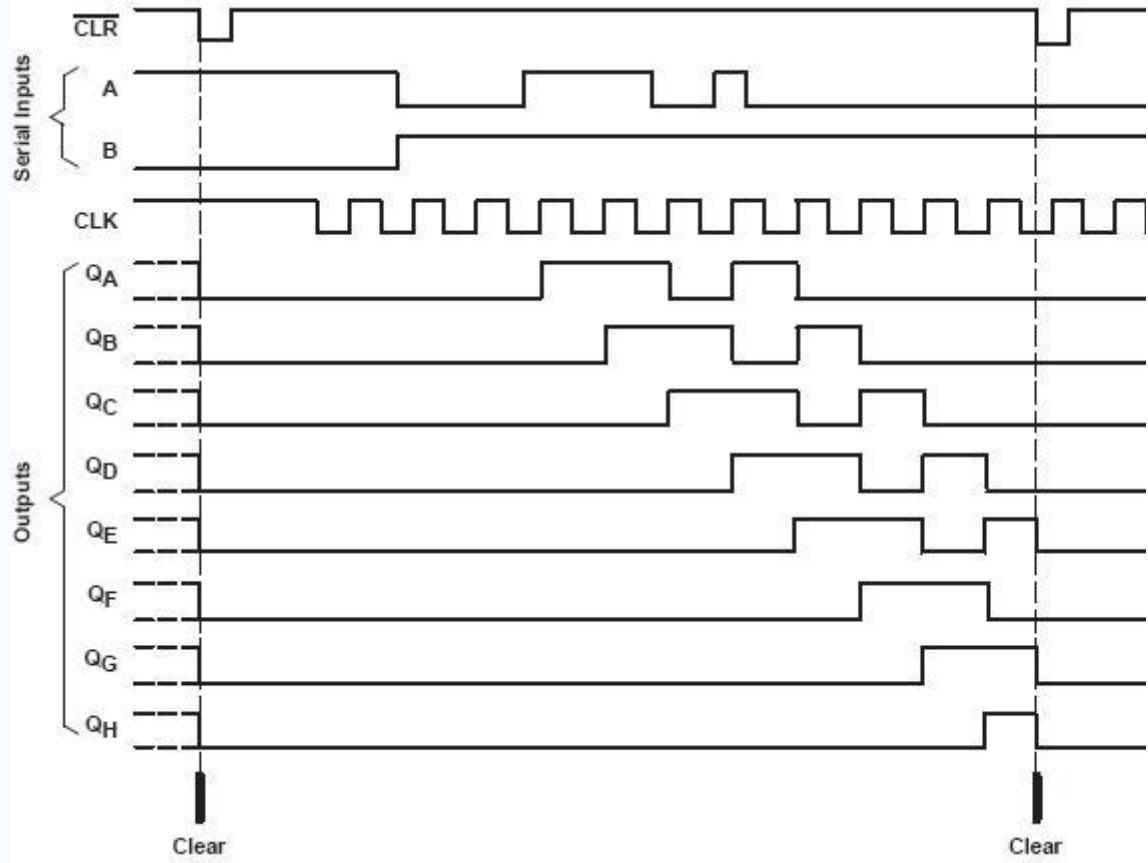 CLR
Serial Inputs
A
B
CLK
QA
QB
QC
QD
QE
QF
QG
QH
Outputs
Clear
Clear